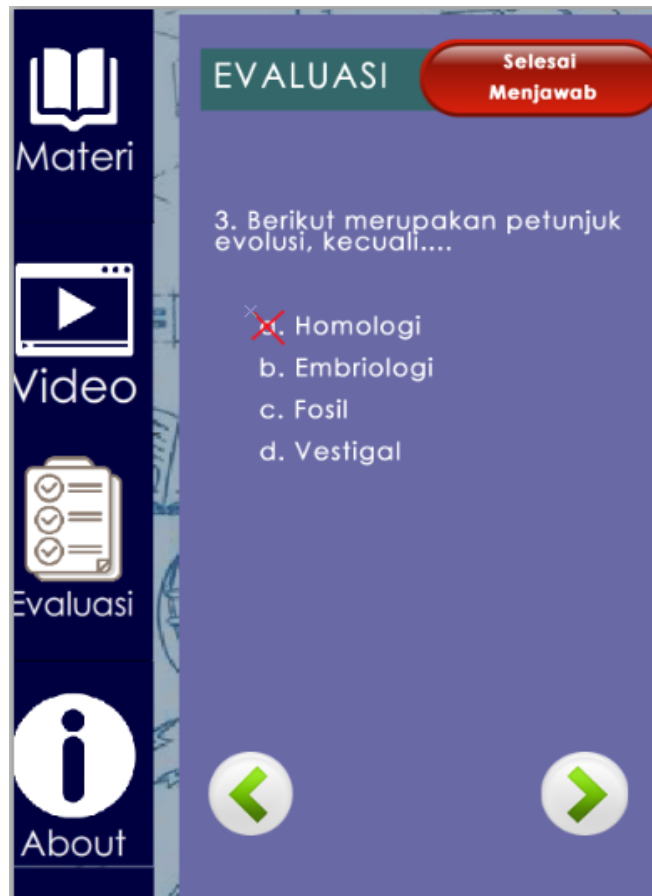 Materi
Video
Evaluasi
About
EVALUASI
Selesai
Menjawab
3. Berikut merupakan petunjuk
evolusi, kecuali....
a. Homologi
b. Embriologi
c. Fosil
d. Vestigal